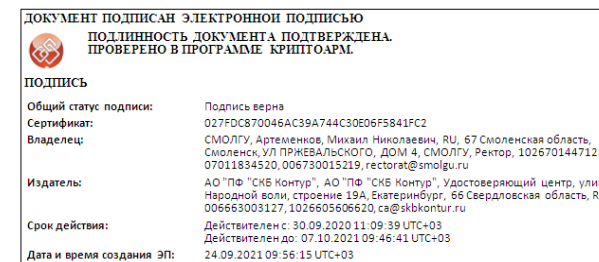 ДОКУМЕНТ ПОДПИСАН ЭЛЕКТРОННОЙ ПОДПИСЬЮ
ПОДЛИННОСТЬ ДОКУМЕНТА ПОДТВЕРЖДЕНА.
ПРОВЕРЕНО В ПРОГРАММЕ КРИПТОАРМ.
ПОДПИСЬ
Общий статус подписи: Подпись верна
Сертификат: 027FDC870046AC39A744C30E06F5841FC2
Владелец: СМОЛГУ, Артеменков, Михаил Николаевич, RU, 67 Смоленская область,
Смоленск, УЛ ПРЖЕВАЛЬСКОГО, ДОМ 4, СМОЛГУ, Ректор, 102670144712
07011834520, 006730015219, rectorat@smolgu.ru
Издатель: АО "ПФ "СКБ Контур", АО "ПФ "СКБ Контур", Удостоверяющий центр, ули
Народной воли, строение 19А, Екатеринбург, 66 Свердловская область, R
006663003127, 1026605606620, ca@skbkontur.ru
Срок действия: Действителен с: 30.09.2020 11:09:39 UTC+03
Действителен до: 07.10.2021 09:46:41 UTC+03
Дата и время создания ЭП: 24.09.2021 09:56:15 UTC+03